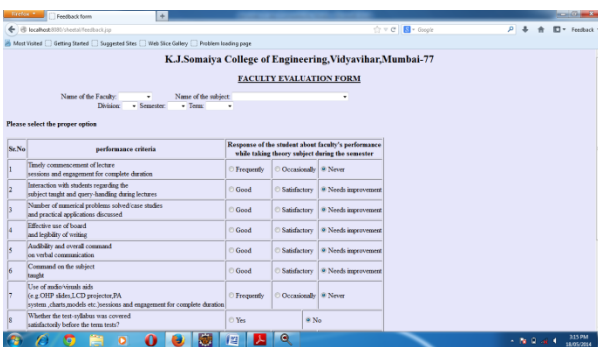 Firefox
Feedback form
localhost:8080/sheetal/feedback.jsp
Google
Feedback
Most Visited Getting Started Suggested Sites Web Slice Gallery Problem loading page
K.J.Somaiya College of Engineering,Vidyavihar,Mumbai-77
FACULTY EVALUATION FORM
Name of the Faculty: Name of the subject:
Division: Semester: Term:
Please select the proper option
Sr.No performance criteria Response of the student about faculty's performance
while taking theory subject during the semester
1 Timely commencement of lecture
sessions and engagement for complete duration Frequently Occasionally Never
2 Interaction with students regarding the
subject taught and query-handling during lectures Good Satisfactory Needs improvement
3 Number of numerical problems solved/case studies
and practical applications discussed Good Satisfactory Needs improvement
4 Effective use of board
and legibility of writing Good Satisfactory Needs improvement
5 Audibility and overall command
on verbal communication Good Satisfactory Needs improvement
6 Command on the subject
taught Good Satisfactory Needs improvement
7 Use of audio/visuals aids
(e.g.OHP slides,LCD projector,PA
system ,charts,models etc.)sessions and engagement for complete duration Frequently Occasionally Never
8 Whether the test-syllabus was covered
satisfactorily before the term tests? Yes No
3:15 PM
18/05/2014